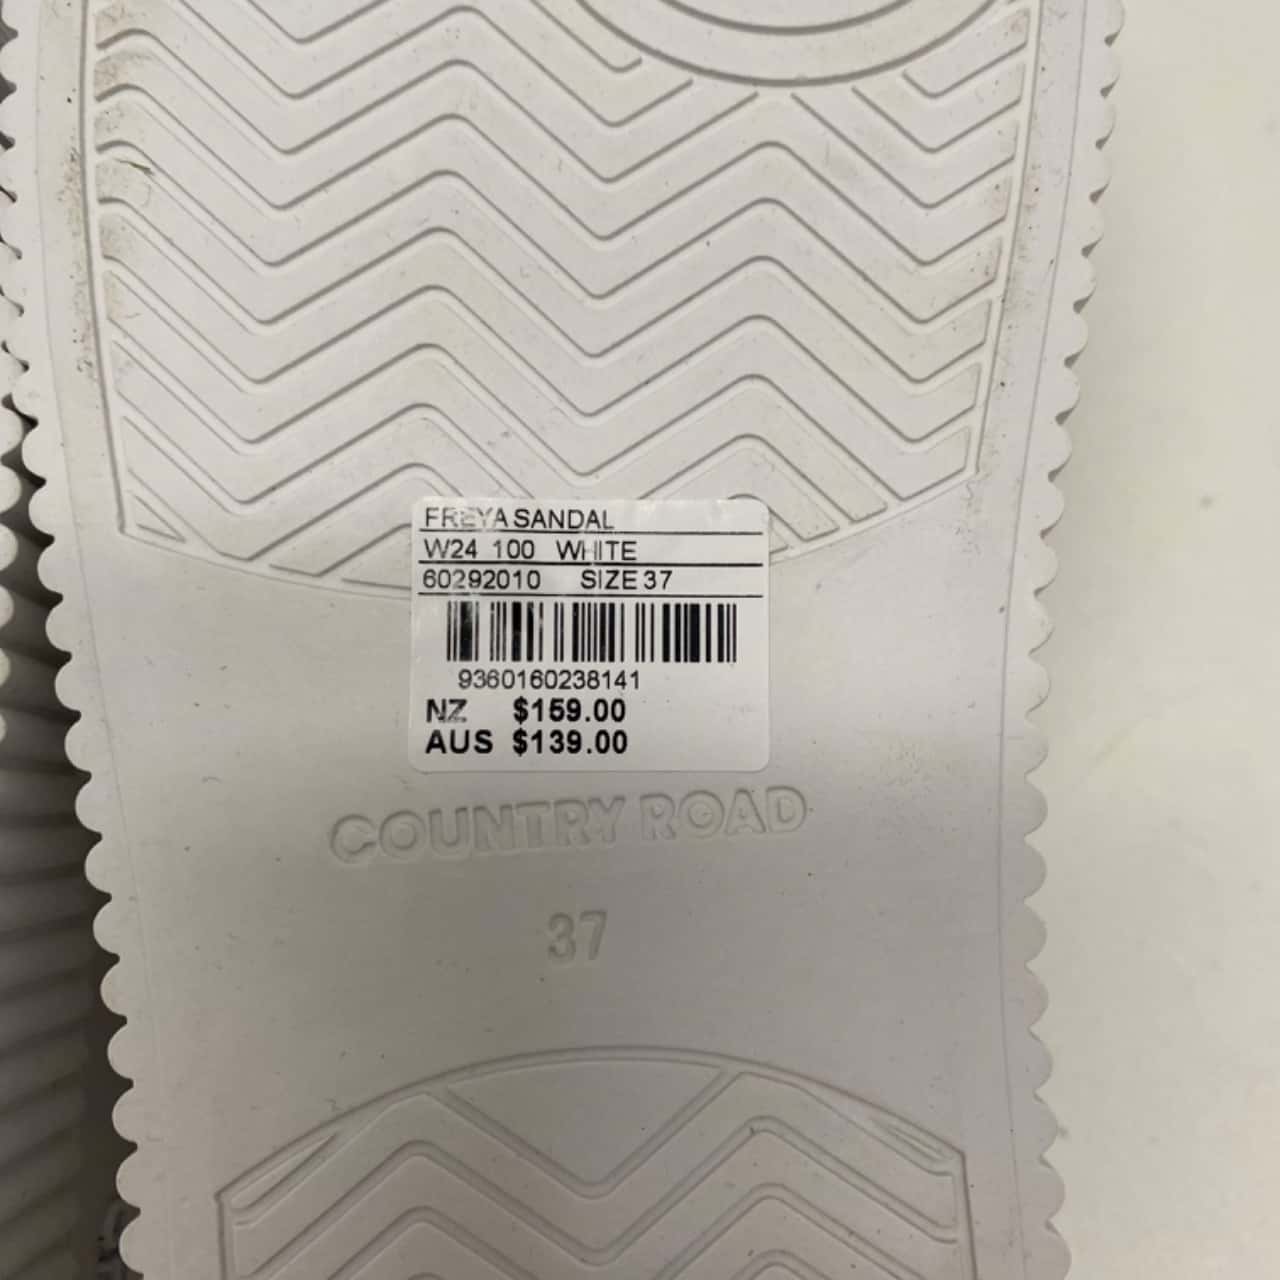 FREYA SANDAL
W24 100 WHITE
60292010 SIZE 37
9360160238141
NZ $159.00
AUS $139.00
COUNTRY ROAD
37